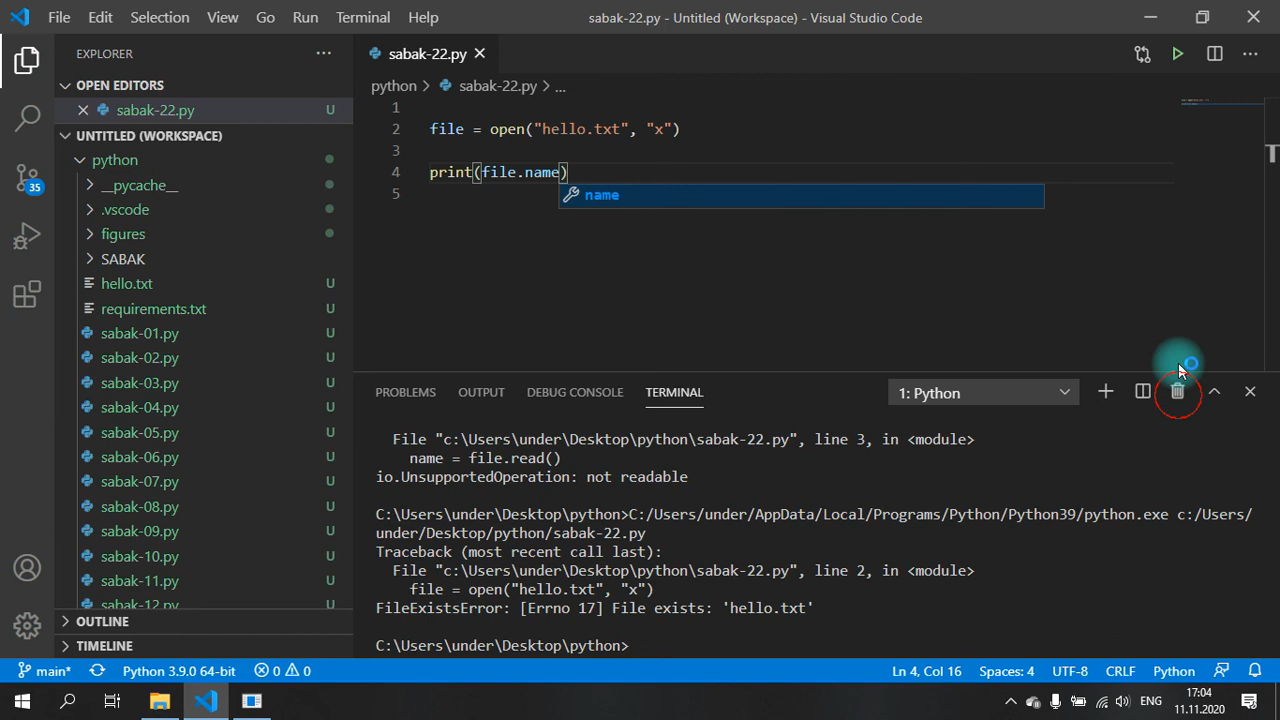 File Edit Selection View Go Run Terminal Help
sabak-22.py - Untitled (Workspace) - Visual Studio Code
EXPLORER
OPEN EDITORS
sabak-22.py U
UNTITLED (WORKSPACE)
python
__pycache__
.vscode
figures
SABAK
hello.txt U
requirements.txt U
sabak-01.py U
sabak-02.py U
sabak-03.py U
sabak-04.py U
sabak-05.py U
sabak-06.py U
sabak-07.py U
sabak-08.py U
sabak-09.py U
sabak-10.py U
sabak-11.py U
sabak-12.py U
OUTLINE
TIMELINE
35
sabak-22.py
python > sabak-22.py > ...
1
2 file = open("hello.txt", "x")
3
4 print(file.name)
name
5
PROBLEMS OUTPUT DEBUG CONSOLE TERMINAL
1: Python
File "c:\Users\under\Desktop\python\sabak-22.py", line 3, in <module>
name = file.read()
io.UnsupportedOperation: not readable
C:\Users\under\Desktop\python>C:/Users/under/AppData/Local/Programs/Python/Python39/python.exe c:/Users/
under/Desktop/python/sabak-22.py
Traceback (most recent call last):
File "c:\Users\under\Desktop\python\sabak-22.py", line 2, in <module>
file = open("hello.txt", "x")
FileExistsError: [Errno 17] File exists: 'hello.txt'
C:\Users\under\Desktop\python>
main* Python 3.9.0 64-bit 0 0
Ln 4, Col 16 Spaces: 4 UTF-8 CRLF Python
ENG
17:04
11.11.2020